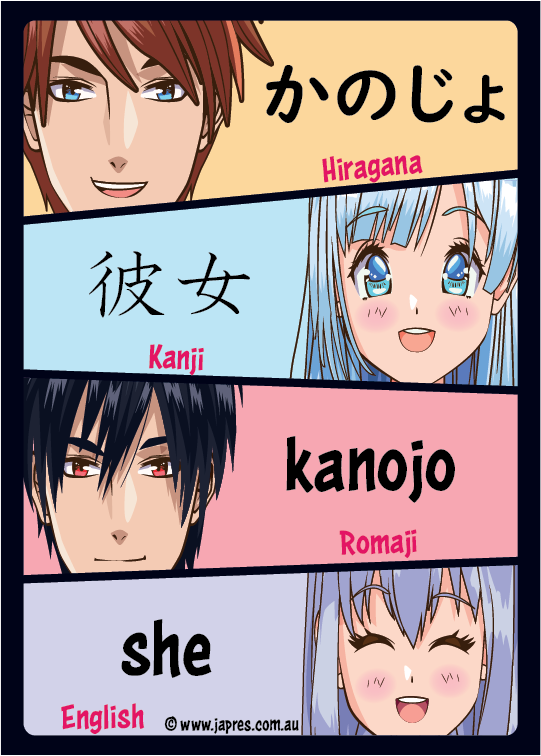 かのじょ
Hiragana
彼女
Kanji
kanojo
Romaji
she
English
© www.japres.com.au